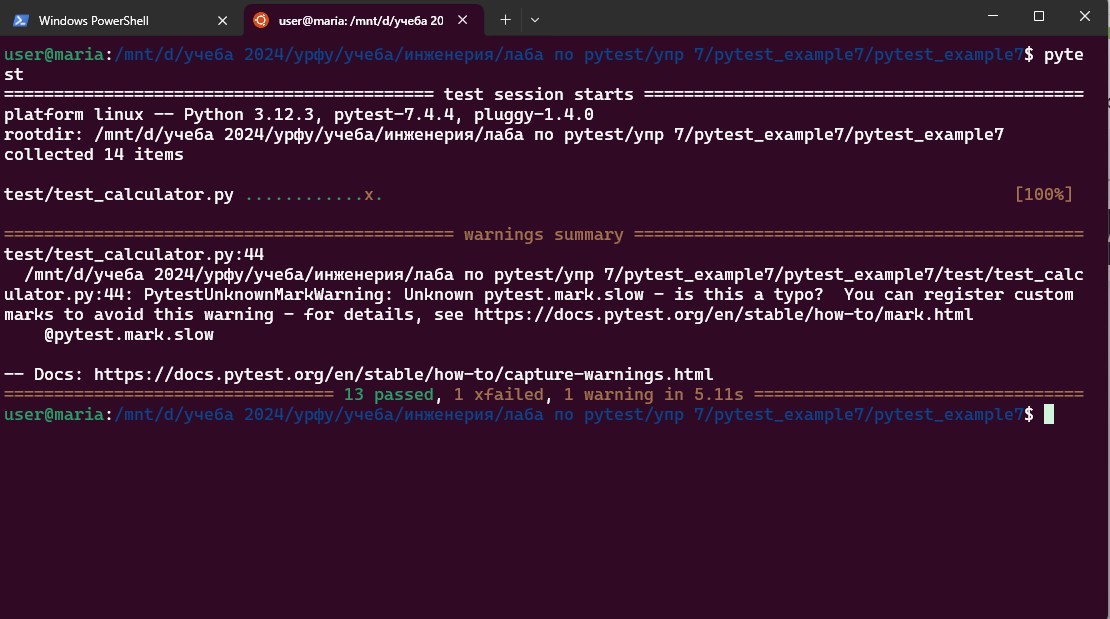 Windows PowerShell
user@maria: /mnt/d/учеба 20
user@maria:/mnt/d/учеба 2024/урфу/учеба/инженерия/лаба по pytest/упр 7/pytest_example7/pytest_example7$ pyte
st
=========================================== test session starts ============================================
platform linux -- Python 3.12.3, pytest-7.4.4, pluggy-1.4.0
rootdir: /mnt/d/учеба 2024/урфу/учеба/инженерия/лаба по pytest/упр 7/pytest_example7/pytest_example7
collected 14 items
test/test_calculator.py ............x. [100%]
============================================= warnings summary =============================================
test/test_calculator.py:44
/mnt/d/учеба 2024/урфу/учеба/инженерия/лаба по pytest/упр 7/pytest_example7/pytest_example7/test/test_calc
ulator.py:44: PytestUnknownMarkWarning: Unknown pytest.mark.slow - is this a typo?  You can register custom
marks to avoid this warning - for details, see https://docs.pytest.org/en/stable/how-to/mark.html
@pytest.mark.slow
-- Docs: https://docs.pytest.org/en/stable/how-to/capture-warnings.html
================================= 13 passed, 1 xfailed, 1 warning in 5.11s =================================
user@maria:/mnt/d/учеба 2024/урфу/учеба/инженерия/лаба по pytest/упр 7/pytest_example7/pytest_example7$